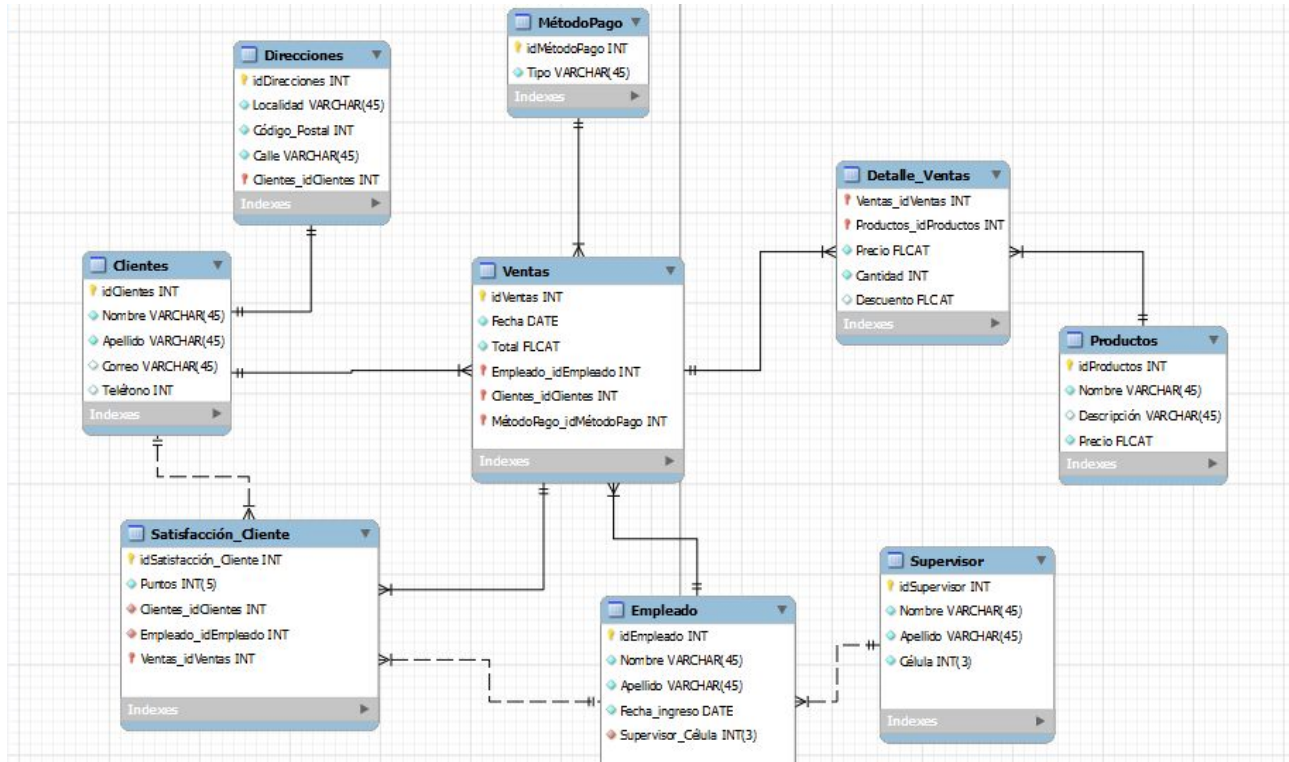 MétodoPago
idMétodoPago INT
Tipo VARCHAR(45)
Indexes
Direcciones
idDirecciones INT
Localidad VARCHAR(45)
Código_Postal INT
Calle VARCHAR(45)
Clientes_idClientes INT
Indexes
Detalle_Ventas
Ventas_idVentas INT
Productos_idProductos INT
Precio FLOAT
Cantidad INT
Descuento FLOAT
Indexes
Clientes
idClientes INT
Nombre VARCHAR(45)
Apellido VARCHAR(45)
Correo VARCHAR(45)
Teléfono INT
Indexes
Ventas
idVentas INT
Fecha DATE
Total FLOAT
Empleado_idEmpleado INT
Clientes_idClientes INT
MétodoPago_idMétodoPago INT
Indexes
Productos
idProductos INT
Nombre VARCHAR(45)
Descripción VARCHAR(45)
Precio FLOAT
Indexes
Satisfacción_Cliente
idSatisfacción_Cliente INT
Puntos INT(5)
Clientes_idClientes INT
Empleado_idEmpleado INT
Ventas_idVentas INT
Indexes
Empleado
idEmpleado INT
Nombre VARCHAR(45)
Apellido VARCHAR(45)
Fecha_ingreso DATE
Supervisor_Célula INT(3)
Supervisor
idSupervisor INT
Nombre VARCHAR(45)
Apellido VARCHAR(45)
Célula INT(3)
Indexes